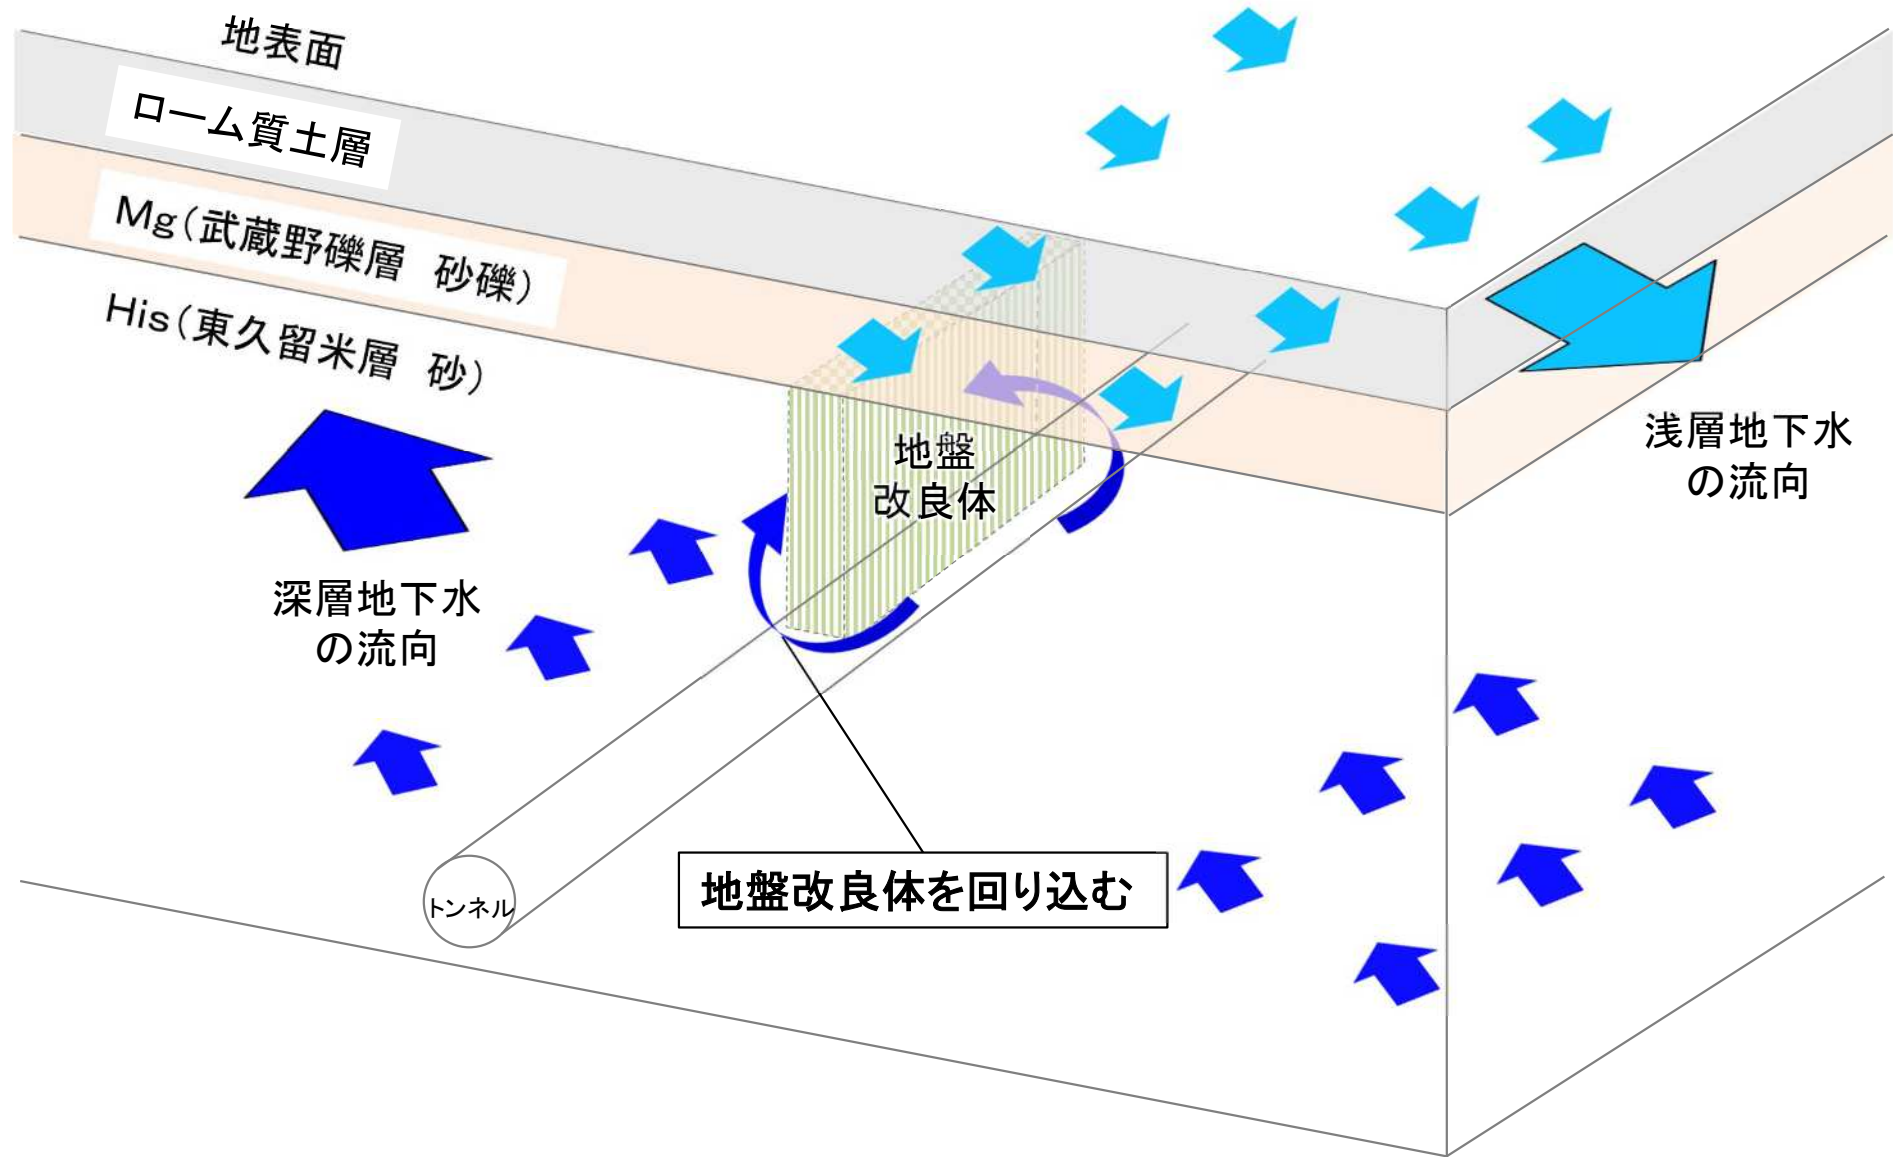 地表面
ローム質土層
Mg(武蔵野礫層 砂礫)
His(東久留米層 砂)
浅層地下水
の流向
地盤
改良体
深層地下水
の流向
地盤改良体を回り込む
トンネル